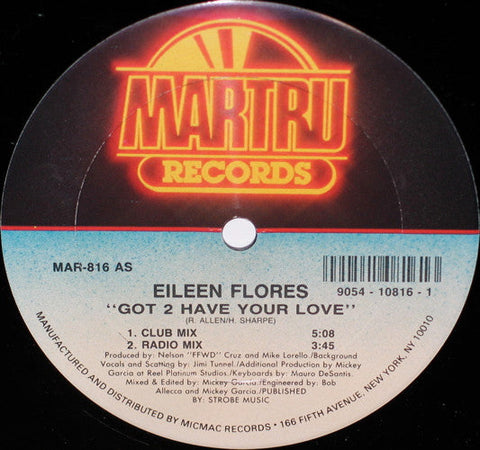 MARTRU
RECORDS
MAR-816 AS
9054 - 10816 - 1
EILEEN FLORES
"GOT 2 HAVE YOUR LOVE"
(R. ALLEN/H. SHARPE)
1. CLUB MIX 5:08
2. RADIO MIX 3:45
Produced by: Nelson "FFWD" Cruz and Mike Lorello./Background
Vocals and Scatting by: Jimi Tunnel./Additional Production by Mickey
Garcia at Reel Platinum Studios./Keyboards by: Mauro DeSantis.
Mixed & Edited by: Mickey Garcia./Engineered by: Bob
Allecca and Mickey Garcia./PUBLISHED
BY: STROBE MUSIC
MANUFACTURED AND DISTRIBUTED BY MICMAC RECORDS • 166 FIFTH AVENUE, NEW YORK, NY 10010